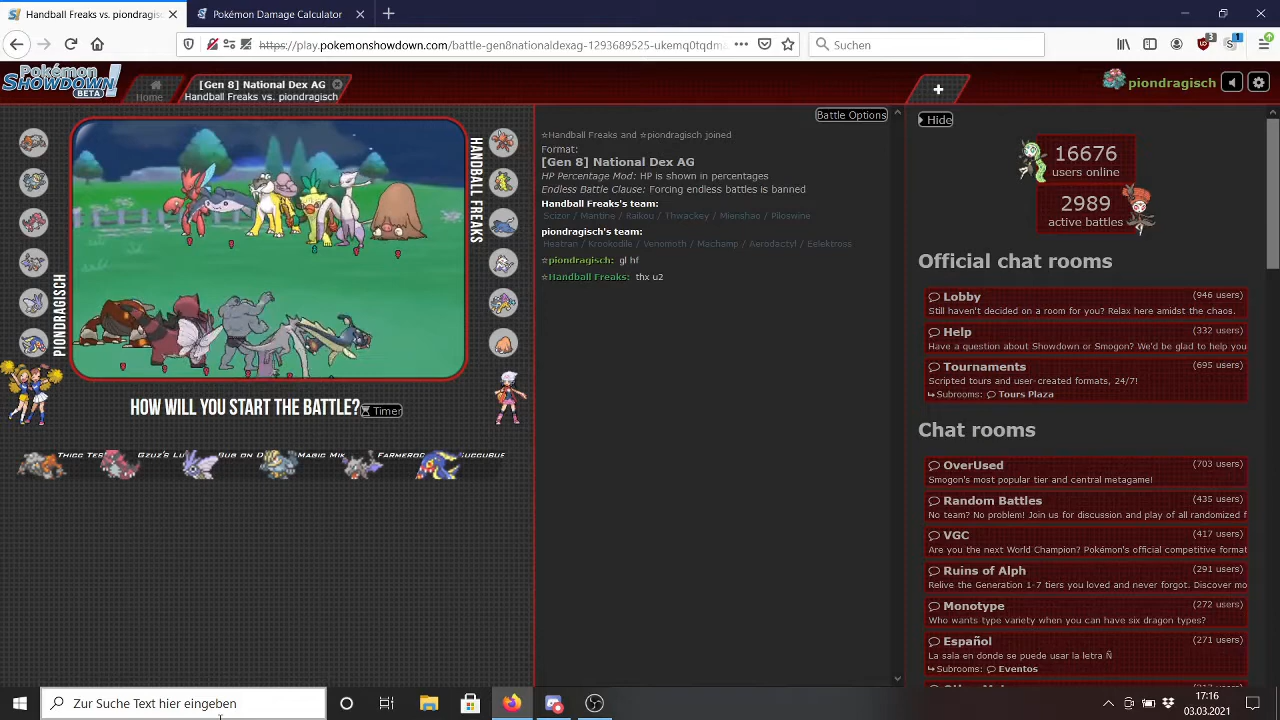 Handball Freaks vs. piondragisch
Pokémon Damage Calculator
https://play.pokemonshowdown.com/battle-gen8nationaldexag-1293689525-ukemq0tqdm
Suchen
3
1
Pokémon
Showdown!
BETA
Home
[Gen 8] National Dex AG
Handball Freaks vs. piondragisch
piondragisch
HANDBALL FREAKS
PIONDRAGISCH
HOW WILL YOU START THE BATTLE?
Timer
Battle Options
☆Handball Freaks and ☆piondragisch joined
Format:
[Gen 8] National Dex AG
HP Percentage Mod: HP is shown in percentages
Endless Battle Clause: Forcing endless battles is banned
Handball Freaks's team:
Scizor / Mantine / Raikou / Thwackey / Mienshao / Piloswine
piondragisch's team:
Heatran / Krookodile / Venomoth / Machamp / Aerodactyl / Eelektross
☆piondragisch: gl hf
☆Handball Freaks: thx u2
Hide
16676
users online
2989
active battles
Official chat rooms
Lobby (946 users)
Still haven't decided on a room for you? Relax here amidst the chaos.
Help (332 users)
Have a question about Showdown or Smogon? We'd be glad to help you
Tournaments (695 users)
Scripted tours and user-created formats, 24/7!
Subrooms: Tours Plaza
Chat rooms
OverUsed (703 users)
Smogon's most popular tier and central metagame!
Random Battles (435 users)
No team? No problem! Join us for discussion and play of all randomized f
VGC (417 users)
Are you the next World Champion? Pokémon's official competitive format
Ruins of Alph (291 users)
Relive the Generation 1-7 tiers you loved and never forgot. Discover mo
Monotype (272 users)
Who wants type variety when you can have six dragon types?
Español (271 users)
La sala en donde se puede usar la letra Ñ
Subrooms: Eventos
Zur Suche Text hier eingeben
17:16
03.03.2021